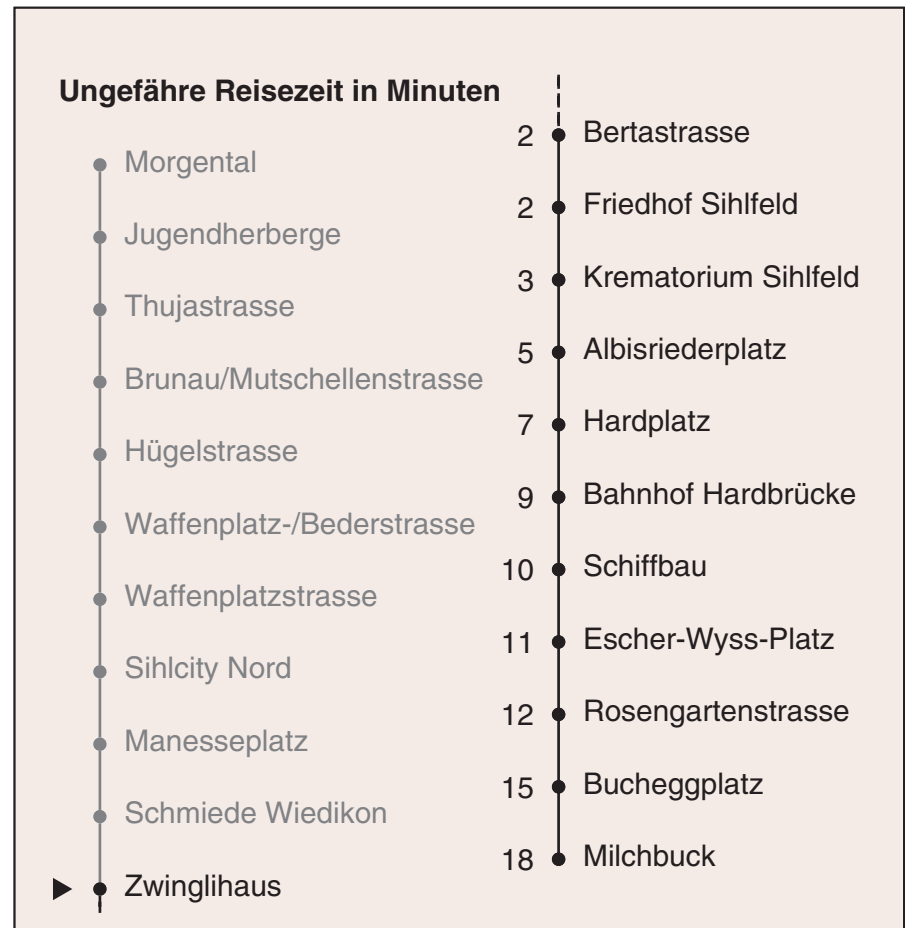 Ungefähre Reisezeit in Minuten
Morgental
Jugendherberge
Thujastrasse
Brunau/Mutschellenstrasse
Hügelstrasse
Waffenplatz-/Bederstrasse
Waffenplatzstrasse
Sihlcity Nord
Manesseplatz
Schmiede Wiedikon
Zwinglihaus
2 Bertastrasse
2 Friedhof Sihlfeld
3 Krematorium Sihlfeld
5 Albisriederplatz
7 Hardplatz
9 Bahnhof Hardbrücke
10 Schiffbau
11 Escher-Wyss-Platz
12 Rosengartenstrasse
15 Bucheggplatz
18 Milchbuck